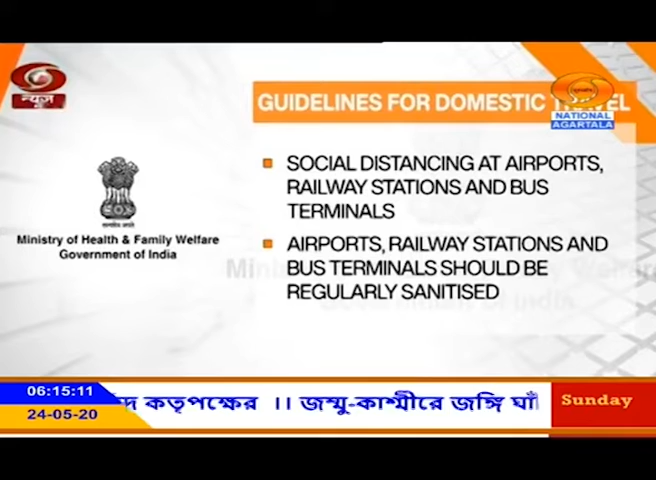 न्यूज़
GUIDELINES FOR DOMESTIC TRAVEL
NATIONAL
AGARTALA
SOCIAL DISTANCING AT AIRPORTS,
RAILWAY STATIONS AND BUS
TERMINALS
Ministry of Health & Family Welfare
Government of India
AIRPORTS, RAILWAY STATIONS AND
BUS TERMINALS SHOULD BE
REGULARLY SANITISED
06:15:11
কতৃপক্ষের ।। জম্মু-কাশ্মীরে জঙ্গি ঘাঁ
Sunday
24-05-20